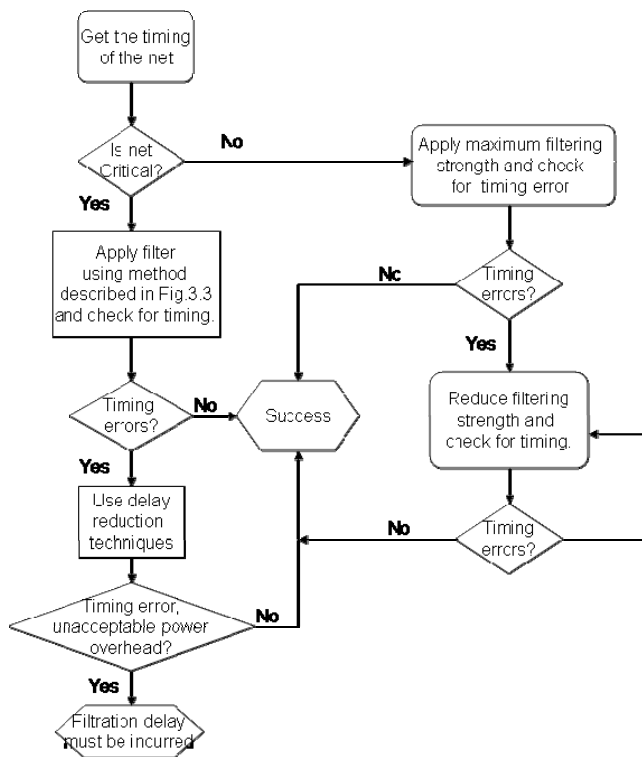 Get the timing
of the net
Is net
Critical?
No
Yes
Apply maximum filtering
strength and check
for timing error
Apply filter
using method
described in Fig.3.3
and check for timing.
Timing
errors?
No
Yes
Timing
errors?
No
Yes
Success
Reduce filtering
strength and
check for timing.
Use delay
reduction
techniques
Timing
errors?
No
Timing error,
unacceptable power
overhead?
No
Yes
Filtration delay
must be incurred